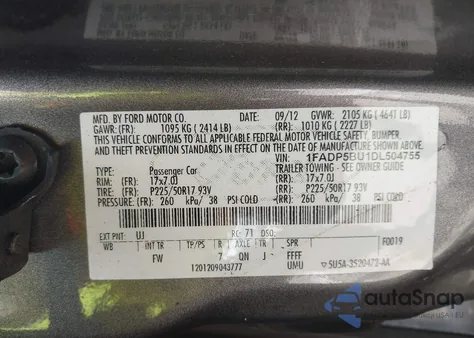 MFD. BY FORD MOTOR CO. DATE: 09/12 GVWR: 2105 KG ( 4641 LB)
GAWR: (FR) 1095 KG ( 2414 LB) (RR) 1010 KG ( 2227 LB)
THIS VEHICLE CONFORMS TO ALL APPLICABLE
FEDERAL MOTOR VEHICLE SAFETY, BUMPER,
AND THEFT PREVENTION STANDARDS IN
EFFECT ON THE DATE OF MANUFACTURE SHOWN ABOVE.
VIN: 1FADP5BU1DL504755
TYPE: Passenger Car TRAILER TOWING - SEE OWNER GUIDE
RIM: (FR) 17x7.0J (RR) 17x7.0J
TIRE: P225/50R17 93V P225/50R17 93V
PRESSURE: (FR) 260 kPa/ 38 PSI COLD (RR) 260 kPa/ 38 PSI COLD
EXT PNT: UJ RC: 71 DSO: F0019
WB INT TR TP/PS R AXLE TR SPR
FW 7 QN J FFFF
1201209043777 UMU 5U5A-3520472-AA
autoSnap